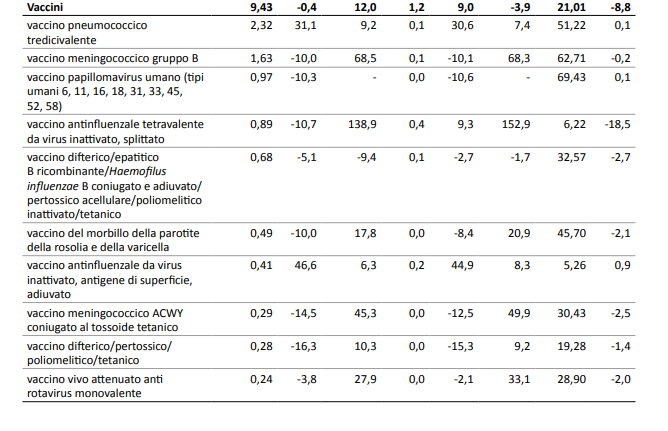 Vaccini 9,43 -0,4 12,0 1,2 9,0 -3,9 21,01 -8,8
vaccino pneumococcico 2,32 31,1 9,2 0,1 30,6 7,4 51,22 0,1
tredicivalente
vaccino meningococcico gruppo B 1,63 -10,0 68,5 0,1 -10,1 68,3 62,71 -0,2
vaccino papillomavirus umano (tipi 0,97 -10,3 - 0,0 -10,6 - 69,43 0,1
umani 6, 11, 16, 18, 31, 33, 45,
52, 58)
vaccino antinfluenzale tetravalente 0,89 -10,7 138,9 0,4 9,3 152,9 6,22 -18,5
da virus inattivato, splittato
vaccino difterico/epatitico 0,68 -5,1 -9,4 0,1 -2,7 -1,7 32,57 -2,7
B ricombinante/Haemofilus
influenzae B coniugato e adiuvato/
pertossico acellulare/poliomelitico
inattivato/tetanico
vaccino del morbillo della parotite 0,49 -10,0 17,8 0,0 -8,4 20,9 45,70 -2,1
della rosolia e della varicella
vaccino antinfluenzale da virus 0,41 46,6 6,3 0,2 44,9 8,3 5,26 0,9
inattivato, antigene di superficie,
adiuvato
vaccino meningococcico ACWY 0,29 -14,5 45,3 0,0 -12,5 49,9 30,43 -2,5
coniugato al tossoide tetanico
vaccino difterico/pertossico/ 0,28 -16,3 10,3 0,0 -15,3 9,2 19,28 -1,4
poliomelitico/tetanico
vaccino vivo attenuato anti 0,24 -3,8 27,9 0,0 -2,1 33,1 28,90 -2,0
rotavirus monovalente